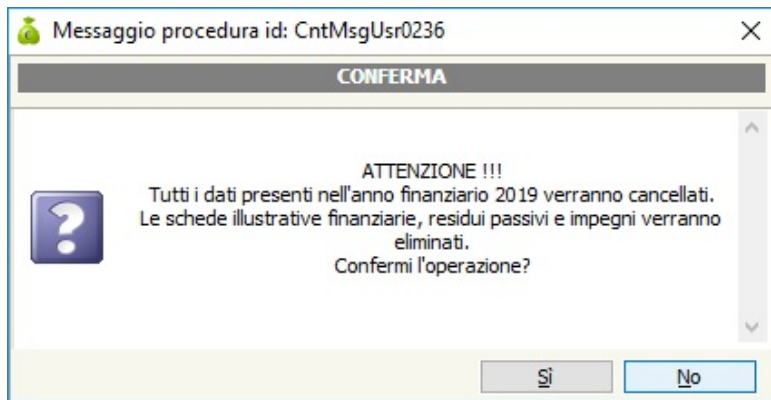 Messaggio procedura id: CntMsgUsr0236
CONFERMA
ATTENZIONE !!!
Tutti i dati presenti nell'anno finanziario 2019 verranno cancellati.
Le schede illustrative finanziarie, residui passivi e impegni verranno
eliminati.
Confermi l'operazione?
Sì
No